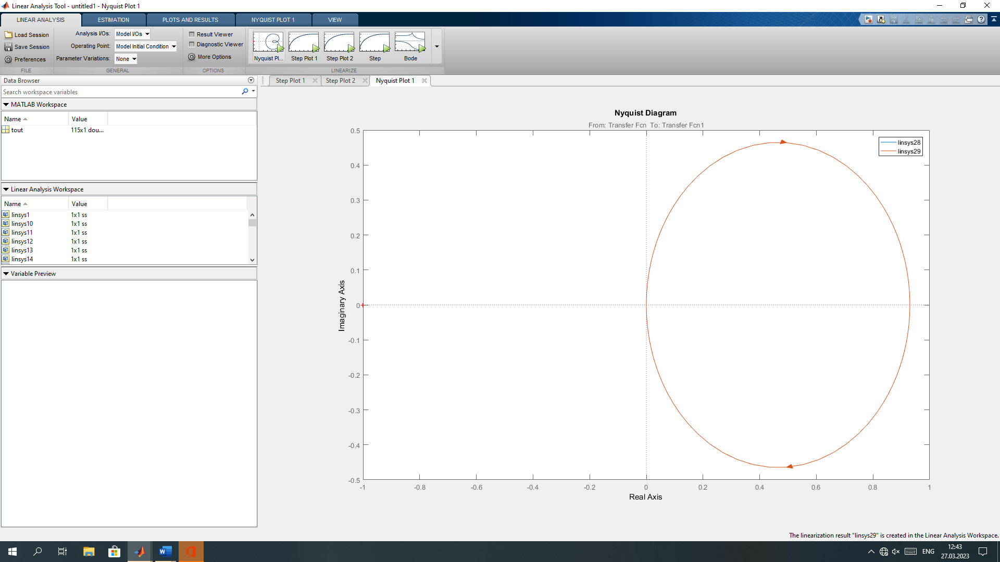 Linear Analysis Tool - untitled1 - Nyquist Plot 1
LINEAR ANALYSIS
ESTIMATION
PLOTS AND RESULTS
NYQUIST PLOT 1
VIEW
Load Session
Save Session
Preferences
FILE
Analysis I/Os: Model I/Os
Operating Point: Model Initial Condition
Parameter Variations: None
GENERAL
Result Viewer
Diagnostic Viewer
More Options
OPTIONS
Nyquist Pl...
Step Plot 1
Step Plot 2
Step
Bode
LINEARIZE
Data Browser
Search workspace variables
MATLAB Workspace
Name Value
tout 115x1 dou...
Linear Analysis Workspace
Name Value
linsys1 1x1 ss
linsys10 1x1 ss
linsys11 1x1 ss
linsys12 1x1 ss
linsys13 1x1 ss
linsys14 1x1 ss
Variable Preview
Step Plot 1
Step Plot 2
Nyquist Plot 1
Nyquist Diagram
From: Transfer Fcn To: Transfer Fcn1
linsys28
linsys29
0.5
0.4
0.3
0.2
0.1
0
-0.1
-0.2
-0.3
-0.4
-0.5
Imaginary Axis
-1 -0.8 -0.6 -0.4 -0.2 0 0.2 0.4 0.6 0.8 1
Real Axis
The linearization result "linsys29" is created in the Linear Analysis Workspace.
ENG
12:43
27.03.2023